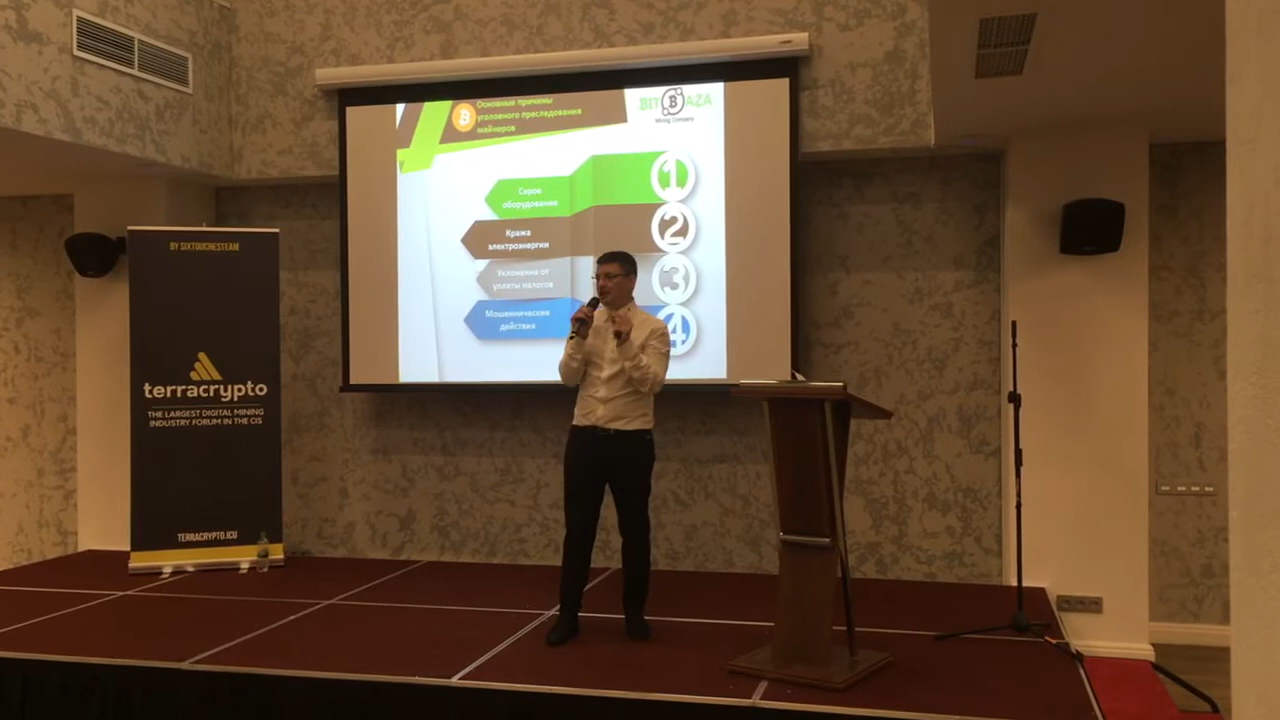 BY SIXTOUCHESTEAM
terracrypto
THE LARGEST DIGITAL MINING
INDUSTRY FORUM IN THE CIS
TERRACRYPTO.ICU
Основные причины
уголовного преследования
майнеров
BIT BAZA
Mining Company
Серое
оборудование
1
Кража
электроэнергии
2
Уклонение от
уплаты налогов
3
Мошеннические
действия
4